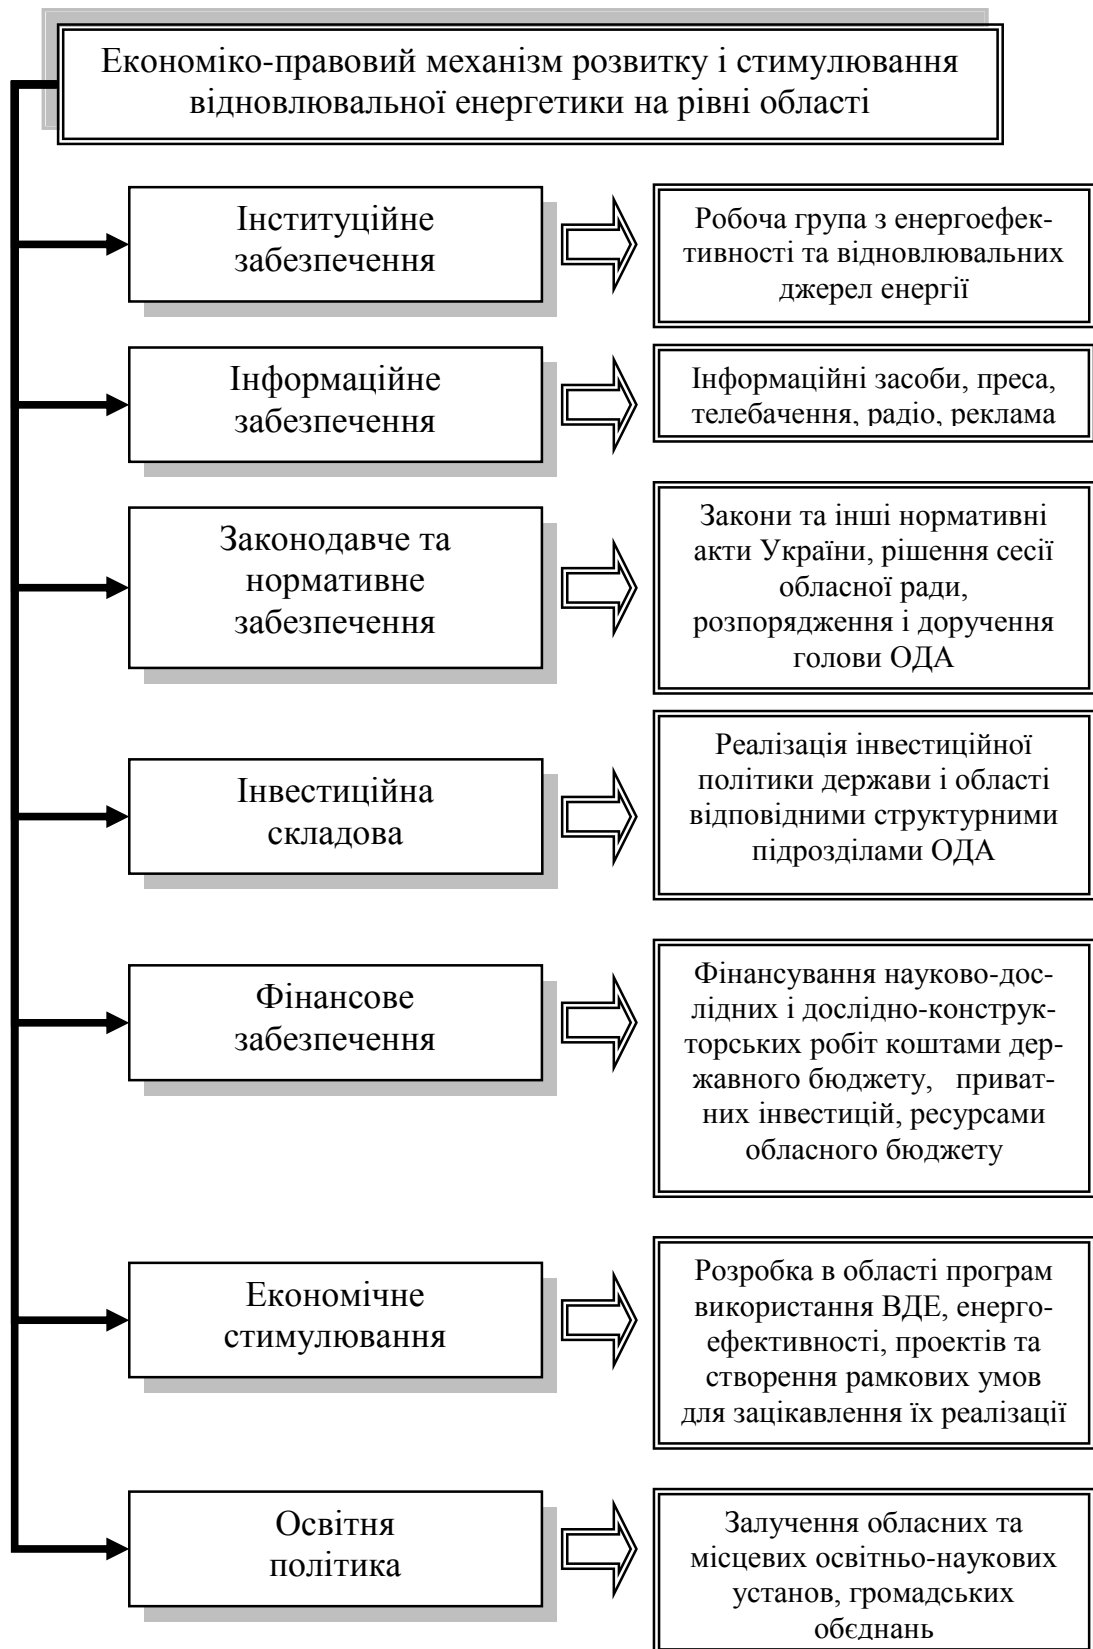 Економіко-правовий механізм розвитку і стимулювання
відновлювальної енергетики на рівні області
Інституційне
забезпечення
Робоча група з енергоефек-
тивності та відновлювальних
джерел енергії
Інформаційне
забезпечення
Інформаційні засоби, преса,
телебачення, радіо, реклама
Законодавче та
нормативне
забезпечення
Закони та інші нормативні
акти України, рішення сесії
обласної ради,
розпорядження і доручення
голови ОДА
Інвестиційна
складова
Реалізація інвестиційної
політики держави і області
відповідними структурними
підрозділами ОДА
Фінансове
забезпечення
Фінансування науково-дос-
лідних і дослідно-конструк-
торських робіт коштами дер-
жавного бюджету, приват-
них інвестицій, ресурсами
обласного бюджету
Економічне
стимулювання
Розробка в області програм
використання ВДЕ, енерго-
ефективності, проектів та
створення рамкових умов
для зацікавлення їх реалізації
Освітня
політика
Залучення обласних та
місцевих освітньо-наукових
установ, громадських
обєднань